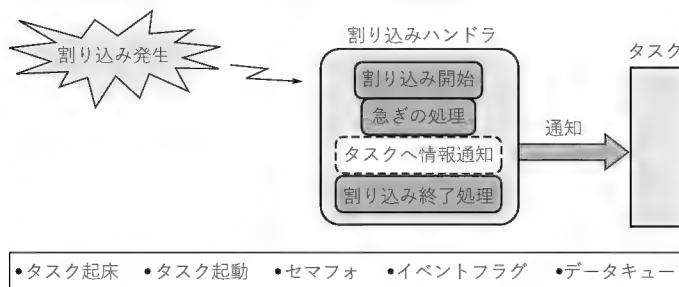 割り込み発生
割り込みハンドラ
タスク
割り込み開始
急ぎの処理
通知
タスクへ情報通知
割り込み終了処理
•タスク起床 •タスク起動 •セマフォ •イベントフラグ •データキュー